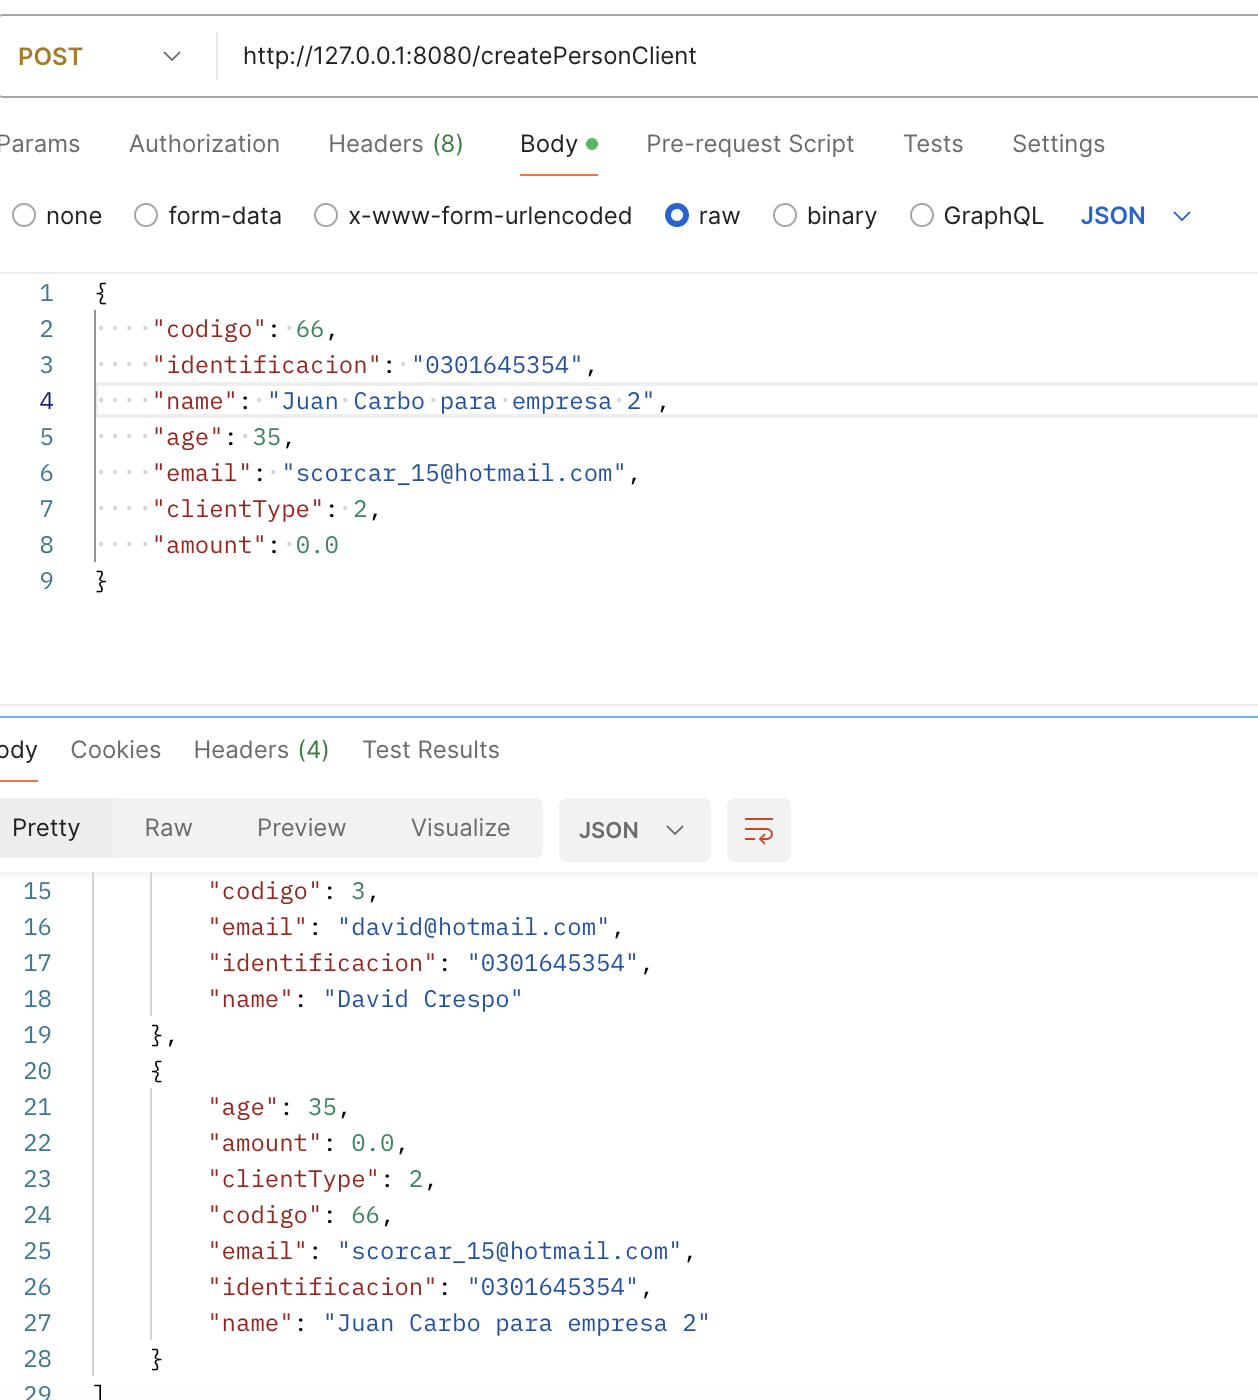 POST http://127.0.0.1:8080/createPersonClient
Params Authorization Headers (8) Body Pre-request Script Tests Settings
none form-data x-www-form-urlencoded raw binary GraphQL JSON
1 {
2 "codigo": 66,
3 "identificacion": "0301645354",
4 "name": "Juan Carbo para empresa 2",
5 "age": 35,
6 "email": "scorcar_15@hotmail.com",
7 "clientType": 2,
8 "amount": 0.0
9 }
ody Cookies Headers (4) Test Results
Pretty Raw Preview Visualize JSON
15 "codigo": 3,
16 "email": "david@hotmail.com",
17 "identificacion": "0301645354",
18 "name": "David Crespo"
19 },
20 {
21 "age": 35,
22 "amount": 0.0,
23 "clientType": 2,
24 "codigo": 66,
25 "email": "scorcar_15@hotmail.com",
26 "identificacion": "0301645354",
27 "name": "Juan Carbo para empresa 2"
28 }
29 ]